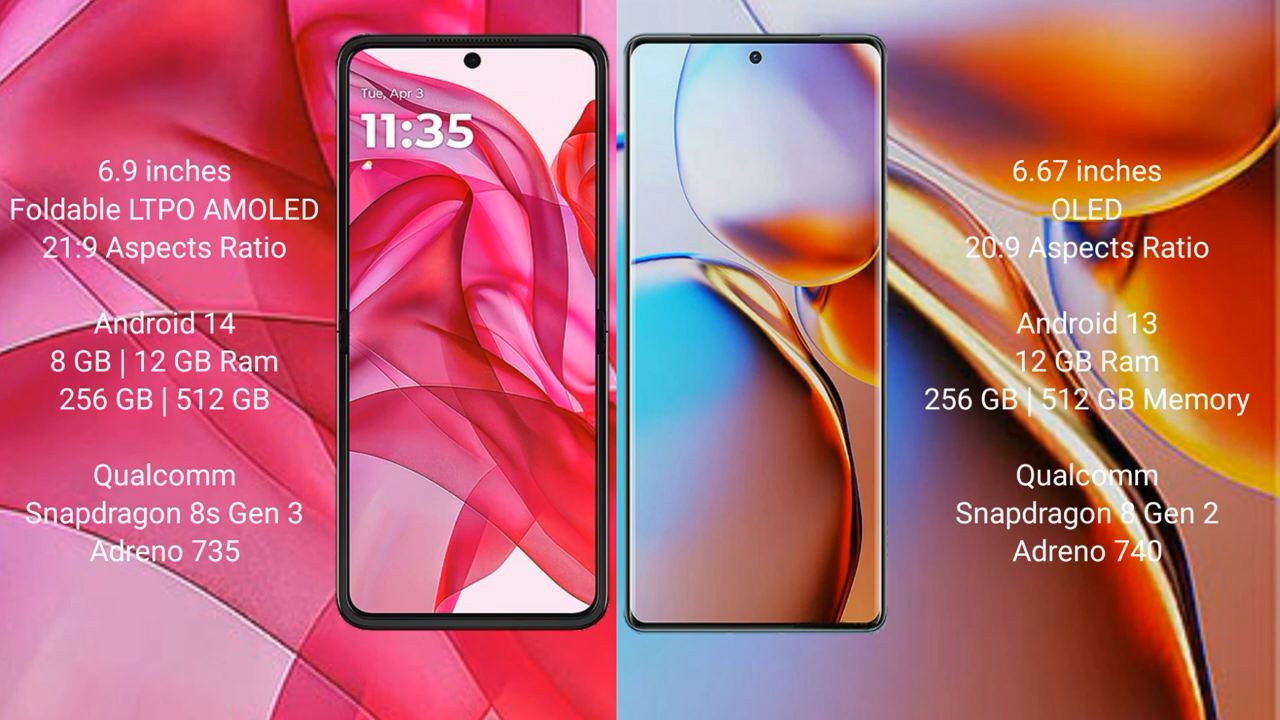 6.9 inches
Foldable LTPO AMOLED
21:9 Aspects Ratio
Android 14
8 GB | 12 GB Ram
256 GB | 512 GB
Qualcomm
Snapdragon 8s Gen 3
Adreno 735
Tue, Apr 3
11:35
6.67 inches
OLED
20:9 Aspects Ratio
Android 13
12 GB Ram
256 GB | 512 GB Memory
Qualcomm
Snapdragon 8 Gen 2
Adreno 740